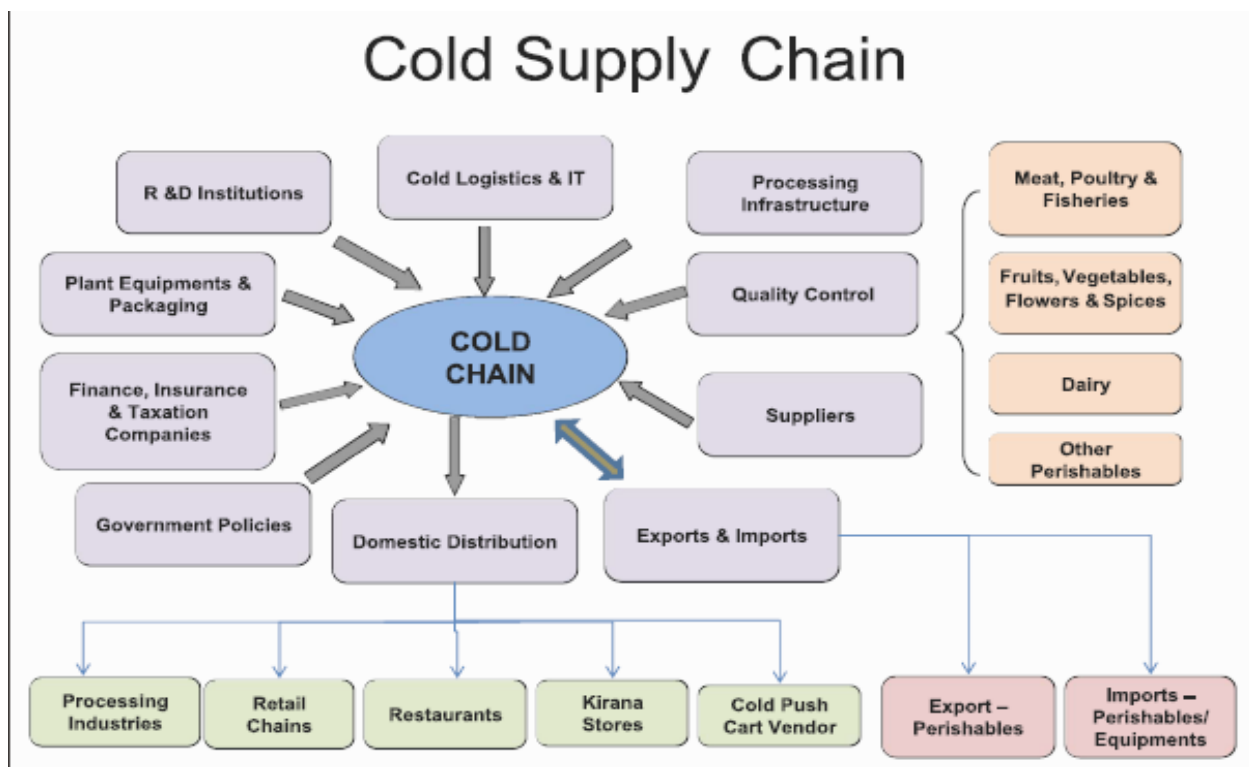 Cold Supply Chain
R &D Institutions
Cold Logistics & IT
Processing
Infrastructure
Meat, Poultry &
Fisheries
Plant Equipments &
Packaging
Quality Control
Fruits, Vegetables,
Flowers & Spices
COLD
CHAIN
Finance, Insurance
& Taxation
Companies
Suppliers
Dairy
Other
Perishables
Government Policies
Domestic Distribution
Exports & Imports
Processing
Industries
Retail
Chains
Restaurants
Kirana
Stores
Cold Push
Cart Vendor
Export –
Perishables
Imports –
Perishables/
Equipments